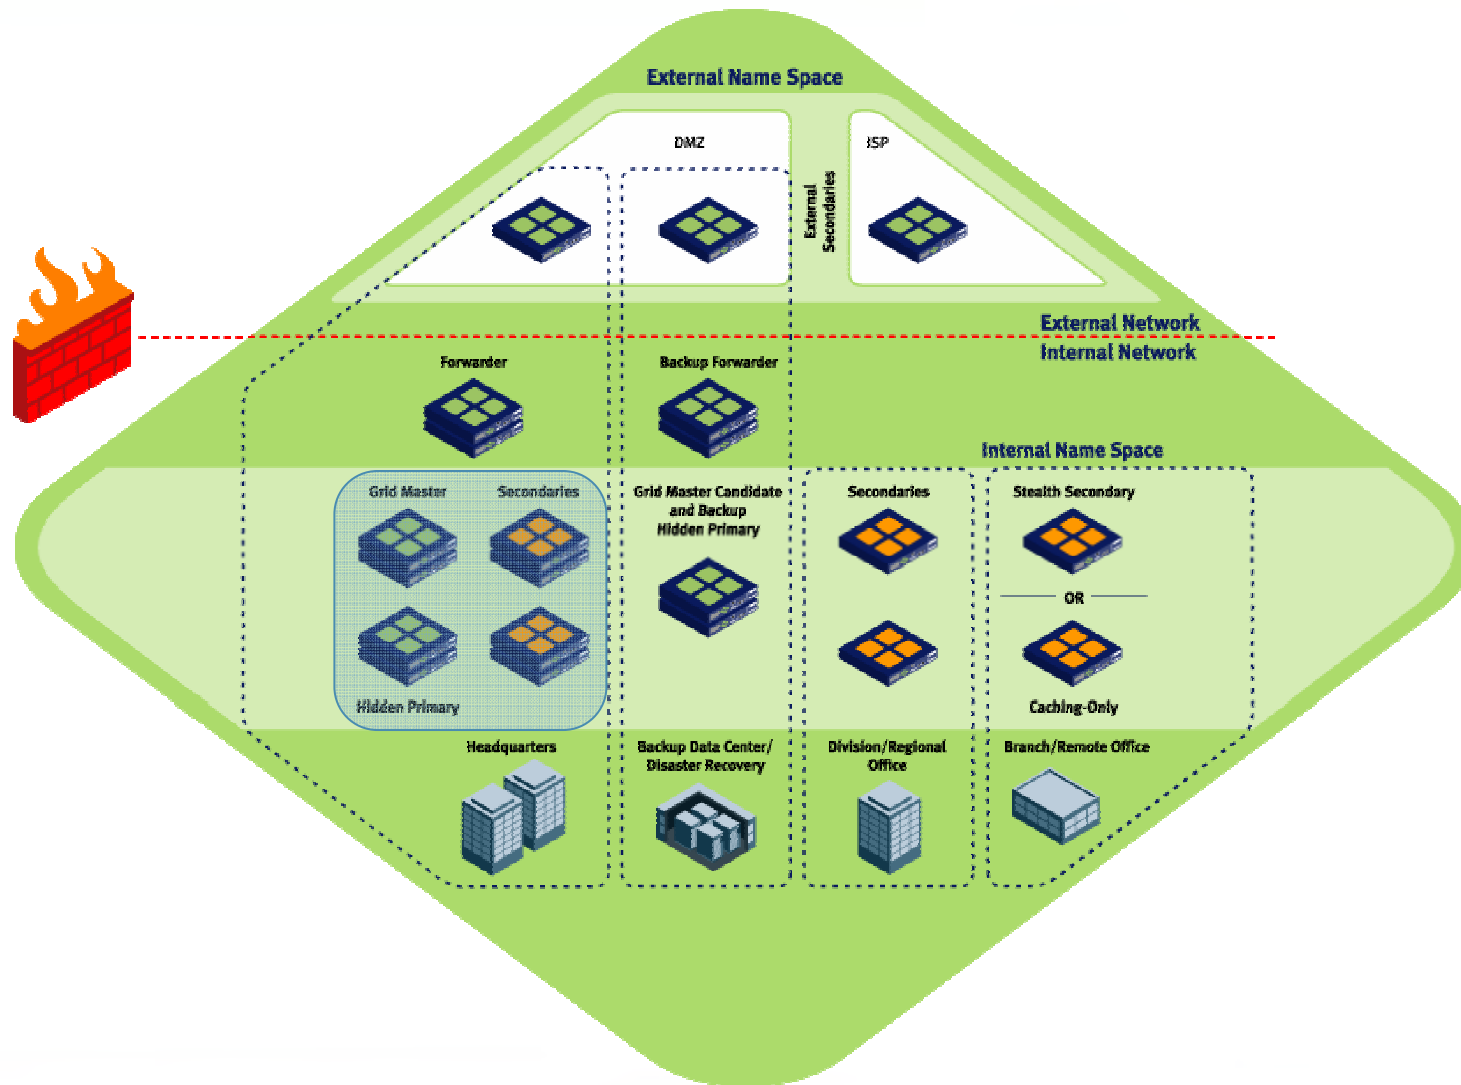 External Name Space
DMZ
ISP
External
Secondaries
External Network
Internal Network
Forwarder
Backup Forwarder
Internal Name Space
Grid Master
Secondaries
Grid Master Candidate
and Backup
Hidden Primary
Secondaries
Stealth Secondary
OR
Hidden Primary
Caching-Only
Headquarters
Backup Data Center/
Disaster Recovery
Division/Regional
Office
Branch/Remote Office